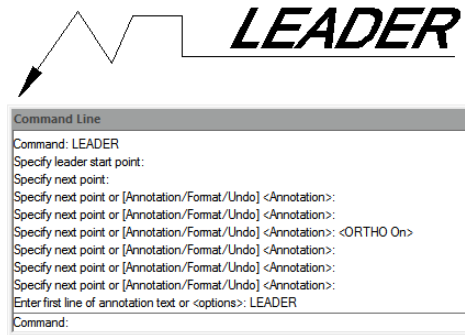 LEADER
Command Line
Command: LEADER
Specify leader start point:
Specify next point:
Specify next point or [Annotation/Format/Undo] <Annotation>:
Specify next point or [Annotation/Format/Undo] <Annotation>:
Specify next point or [Annotation/Format/Undo] <Annotation>: <ORTHO On>
Specify next point or [Annotation/Format/Undo] <Annotation>:
Specify next point or [Annotation/Format/Undo] <Annotation>:
Specify next point or [Annotation/Format/Undo] <Annotation>:
Enter first line of annotation text or <options>: LEADER
Command: